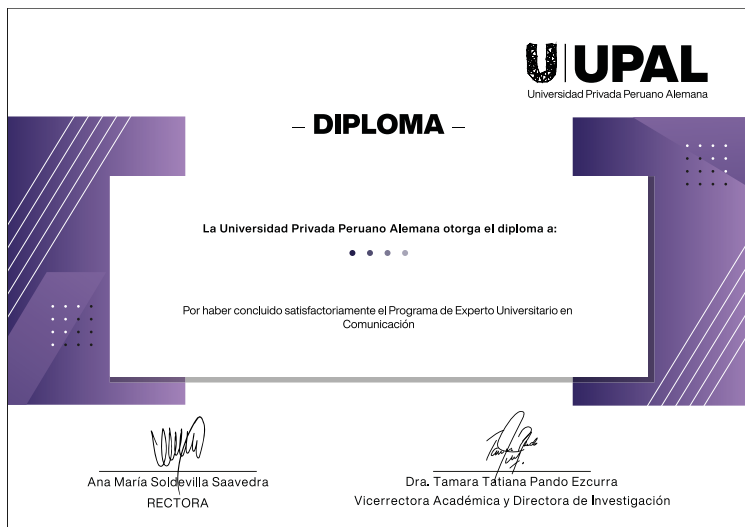 UPAL
Universidad Privada Peruano Alemana
– DIPLOMA –
La Universidad Privada Peruano Alemana otorga el diploma a:
Por haber concluido satisfactoriamente el Programa de Experto Universitario en
Comunicación
Ana María Soldevilla Saavedra
RECTORA
Dra. Tamara Tatiana Pando Ezcurra
Vicerrectora Académica y Directora de Investigación